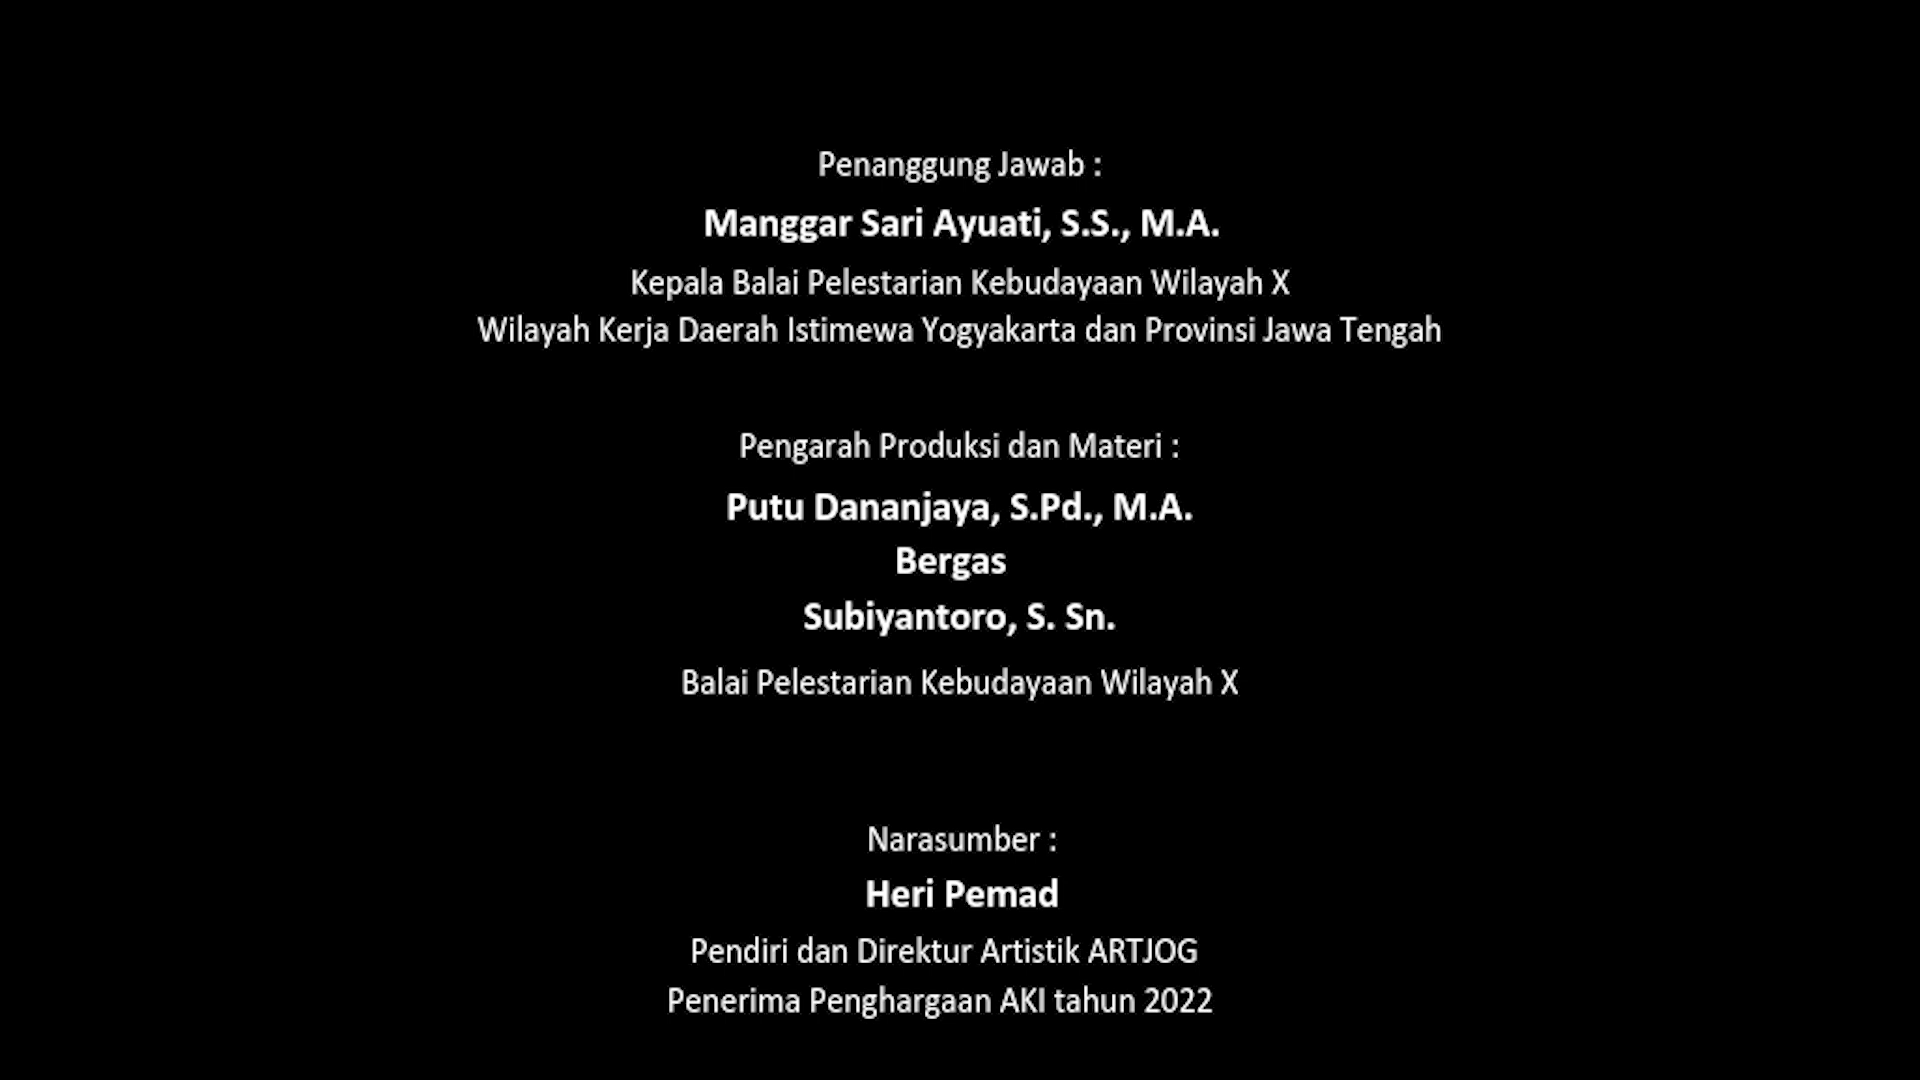 Penanggung Jawab :
Manggar Sari Ayuati, S.S., M.A.
Kepala Balai Pelestarian Kebudayaan Wilayah X
Wilayah Kerja Daerah Istimewa Yogyakarta dan Provinsi Jawa Tengah
Pengarah Produksi dan Materi :
Putu Dananjaya, S.Pd., M.A.
Bergas
Subiyantoro, S. Sn.
Balai Pelestarian Kebudayaan Wilayah X
Narasumber :
Heri Pemad
Pendiri dan Direktur Artistik ARTJOG
Penerima Penghargaan AKI tahun 2022